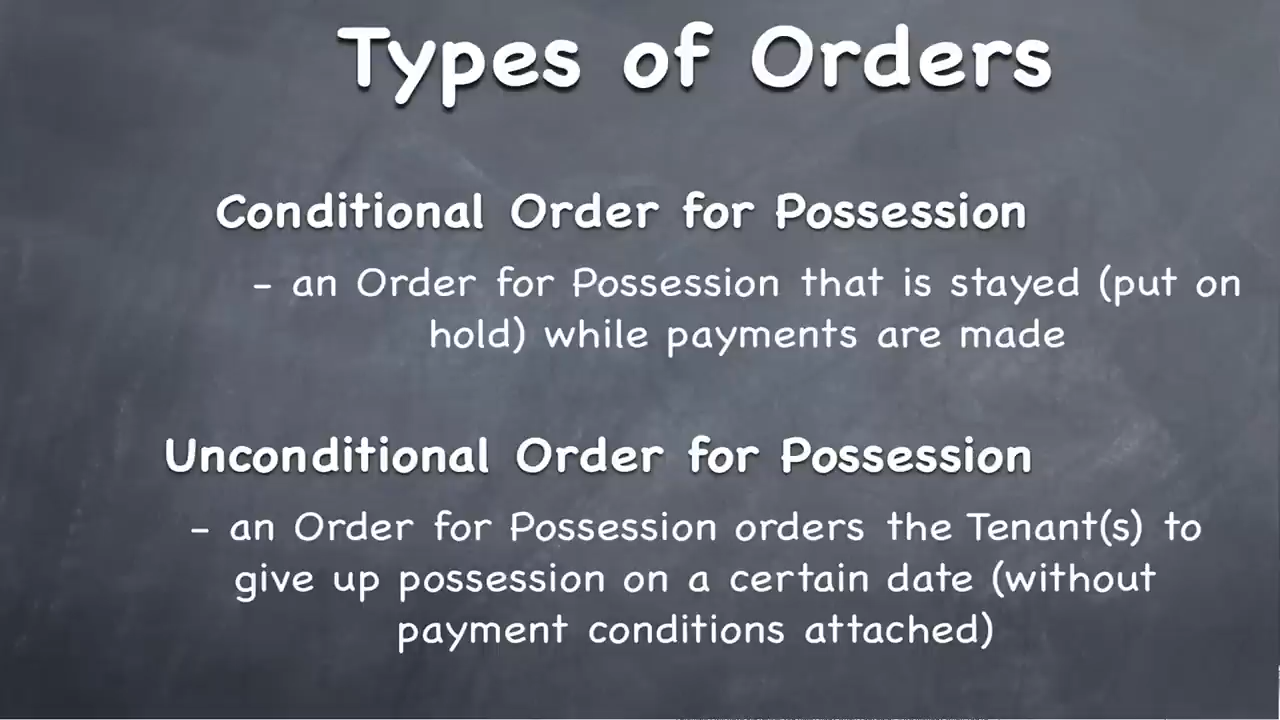 Types of Orders
Conditional Order for Possession
- an Order for Possession that is stayed (put on
hold) while payments are made
Unconditional Order for Possession
- an Order for Possession orders the Tenant(s) to
give up possession on a certain date (without
payment conditions attached)